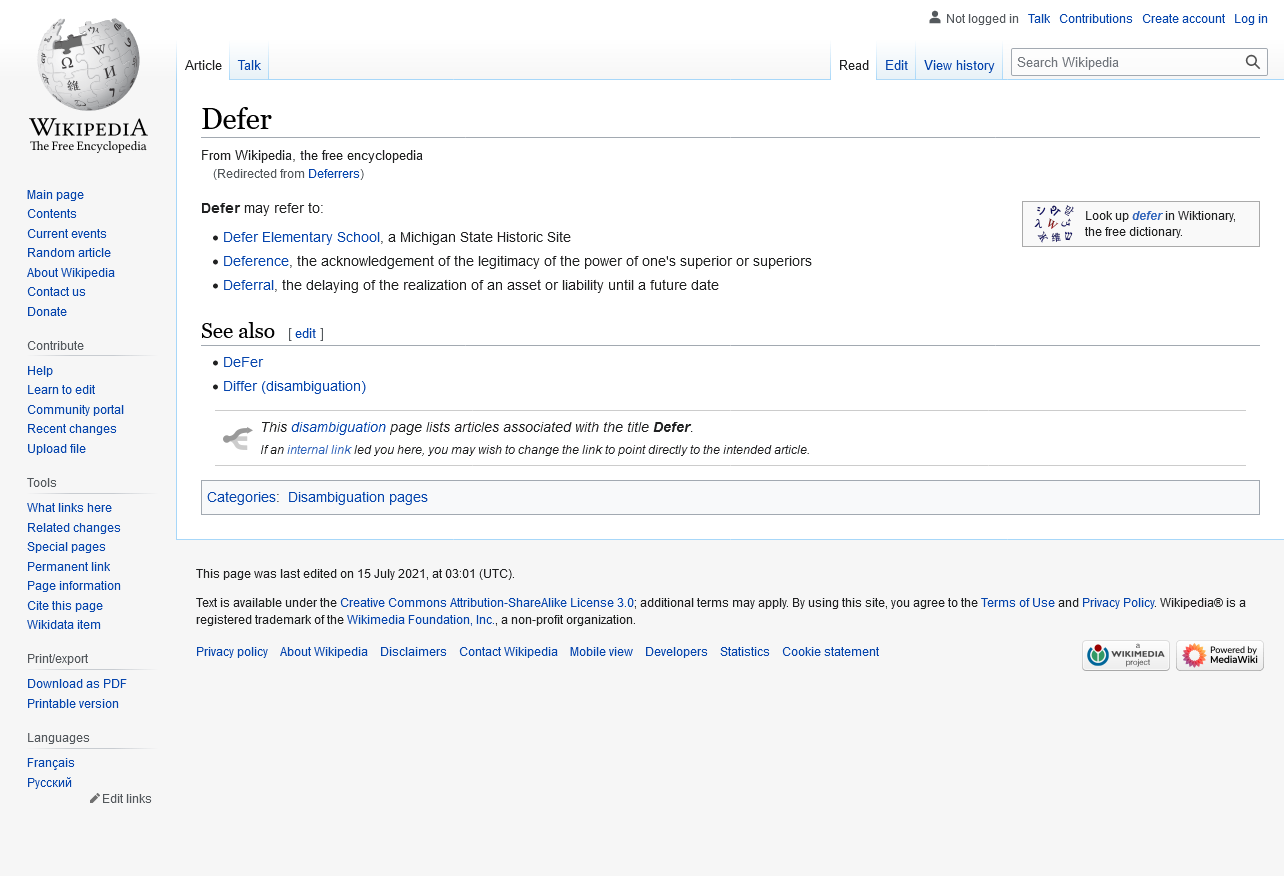 Not logged in Talk Contributions Create account Log in
Article Talk Read Edit View history Search Wikipedia
WIKIPEDIA
The Free Encyclopedia
Main page
Contents
Current events
Random article
About Wikipedia
Contact us
Donate
Contribute
Help
Learn to edit
Community portal
Recent changes
Upload file
Tools
What links here
Related changes
Special pages
Permanent link
Page information
Cite this page
Wikidata item
Print/export
Download as PDF
Printable version
Languages
Français
Русский
Edit links
Defer
From Wikipedia, the free encyclopedia
(Redirected from Deferrers)
Look up defer in Wiktionary,
the free dictionary.
Defer may refer to:
Defer Elementary School, a Michigan State Historic Site
Deference, the acknowledgement of the legitimacy of the power of one's superior or superiors
Deferral, the delaying of the realization of an asset or liability until a future date
See also [ edit ]
DeFer
Differ (disambiguation)
This disambiguation page lists articles associated with the title Defer.
If an internal link led you here, you may wish to change the link to point directly to the intended article.
Categories: Disambiguation pages
This page was last edited on 15 July 2021, at 03:01 (UTC).
Text is available under the Creative Commons Attribution-ShareAlike License 3.0; additional terms may apply. By using this site, you agree to the Terms of Use and Privacy Policy. Wikipedia® is a
registered trademark of the Wikimedia Foundation, Inc., a non-profit organization.
Privacy policy About Wikipedia Disclaimers Contact Wikipedia Mobile view Developers Statistics Cookie statement
a
WIKIMEDIA
project
Powered by
MediaWiki